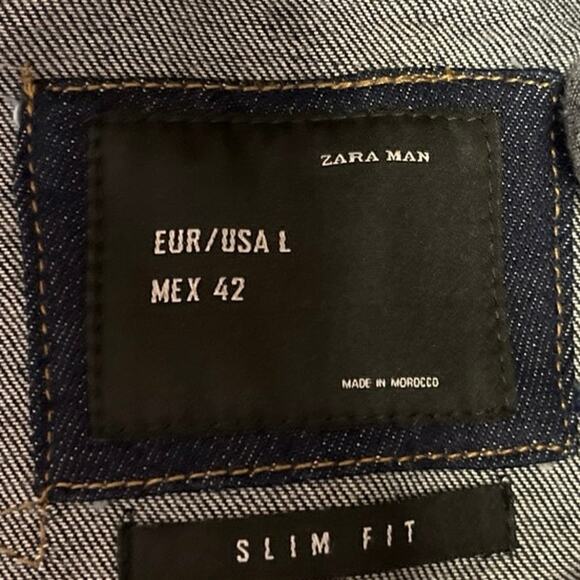 ZARA MAN
EUR/USA L
MEX 42
MADE IN MOROCCO
SLIM FIT